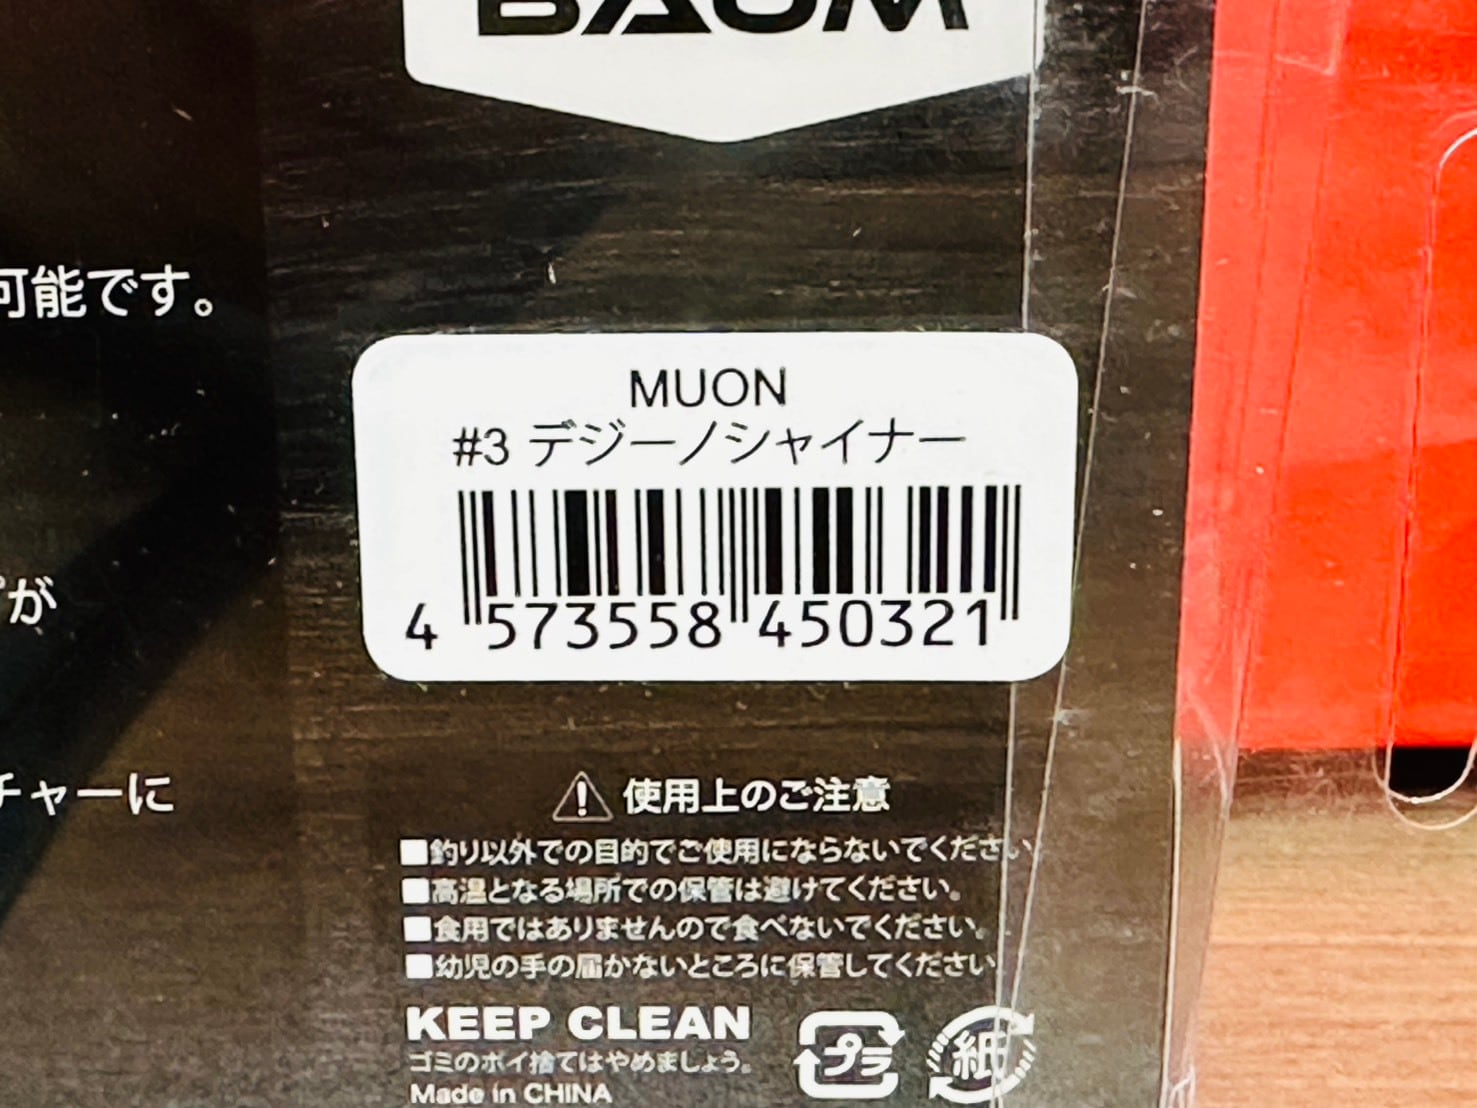 BAUM
可能です。
MUON
#3 デジーノシャイナー
4 573558 450321
が
チャーに
使用上のご注意
■釣り以外での目的でご使用にならないでください
■高温となる場所での保管は避けてください。
■食用ではありませんので食べないでください。
■幼児の手の届かないところに保管してください
KEEP CLEAN
ゴミのポイ捨てはやめましょう。
Made in CHINA
プラ
紙